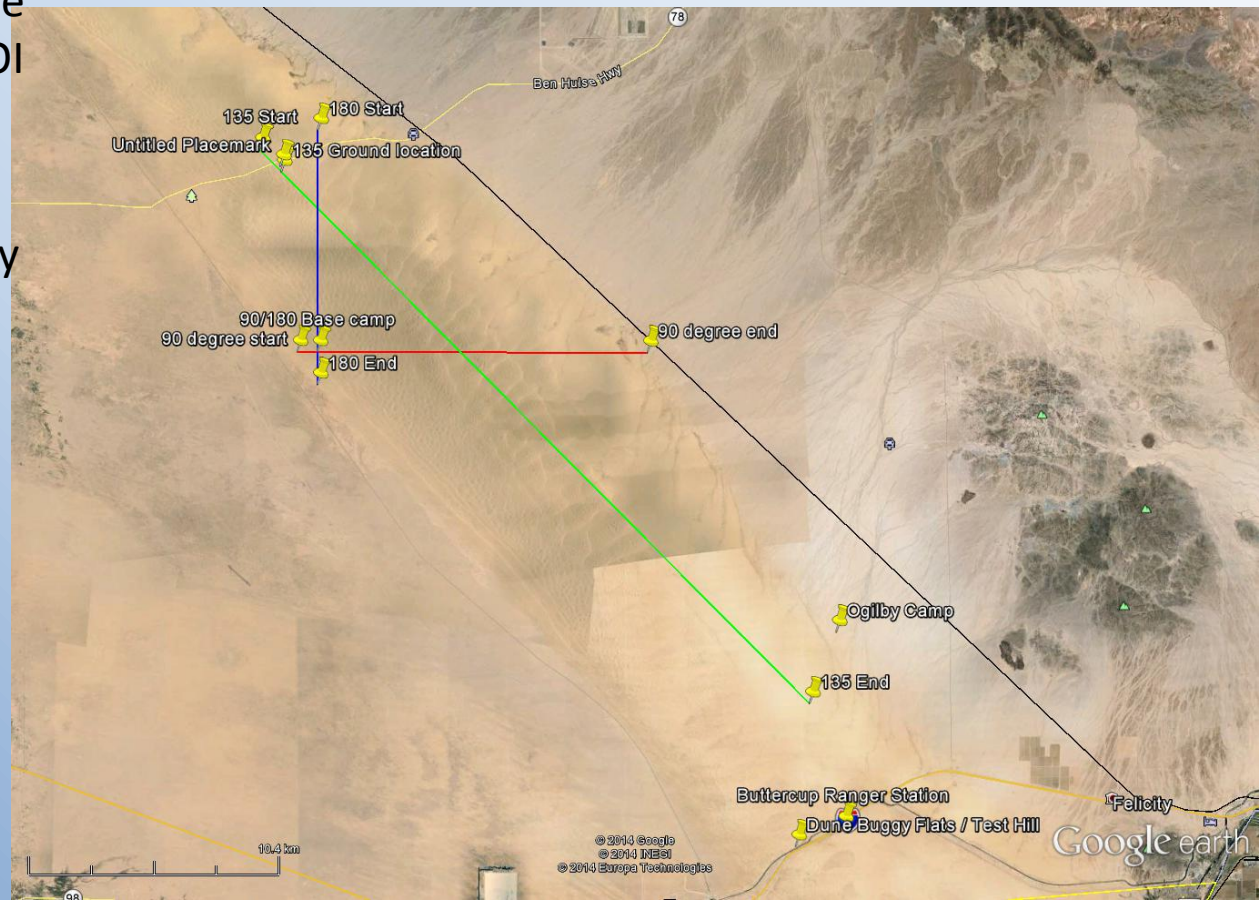 e
DI
y
78
Ben Hulse Hwy
135 Start
180 Start
Untitled Placemark
135 Ground location
90/180 Base camp
90 degree start
90 degree end
180 End
Ogilby Camp
135 End
Buttercup Ranger Station
Felicity
Dune Buggy Flats / Test Hill
Google earth
10.4 km
© 2014 Google
© 2014 INEGI
© 2014 Europa Technologies
98